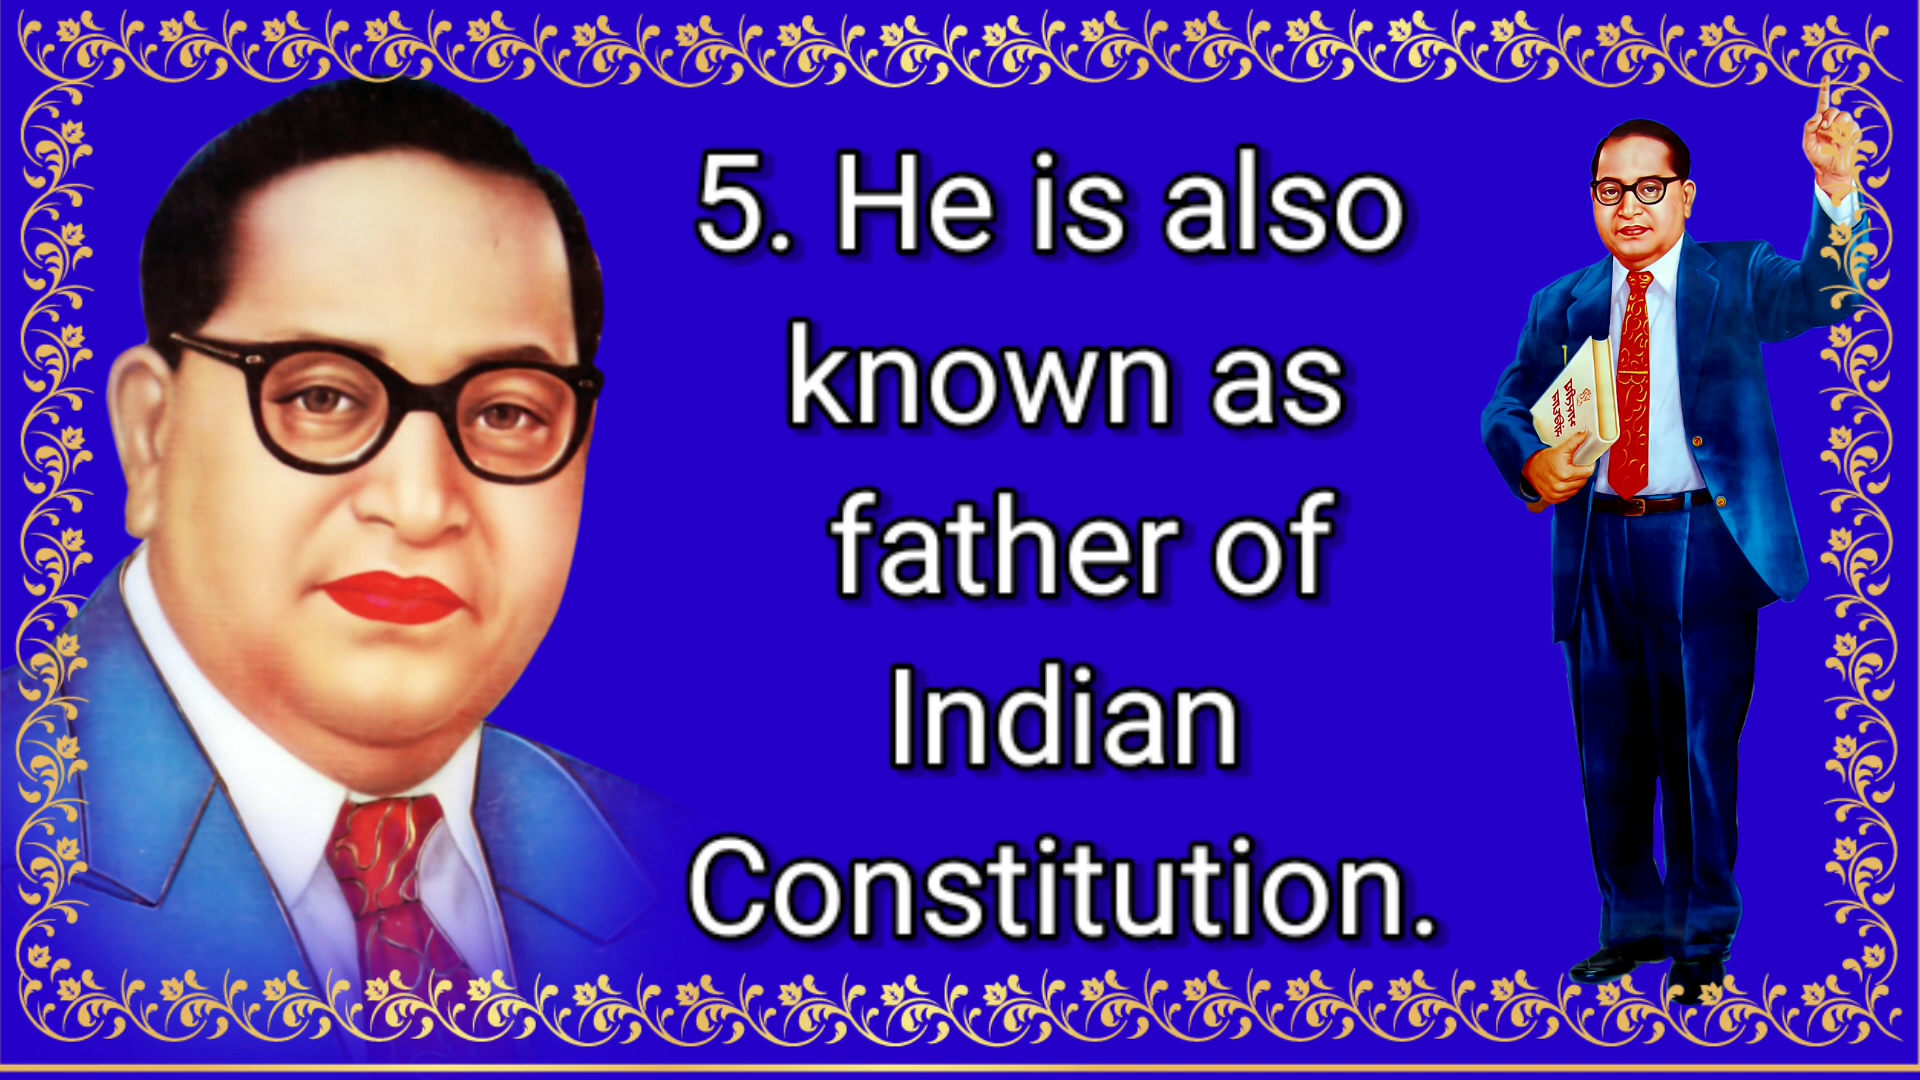 5. He is also
known as
father of
Indian
Constitution.